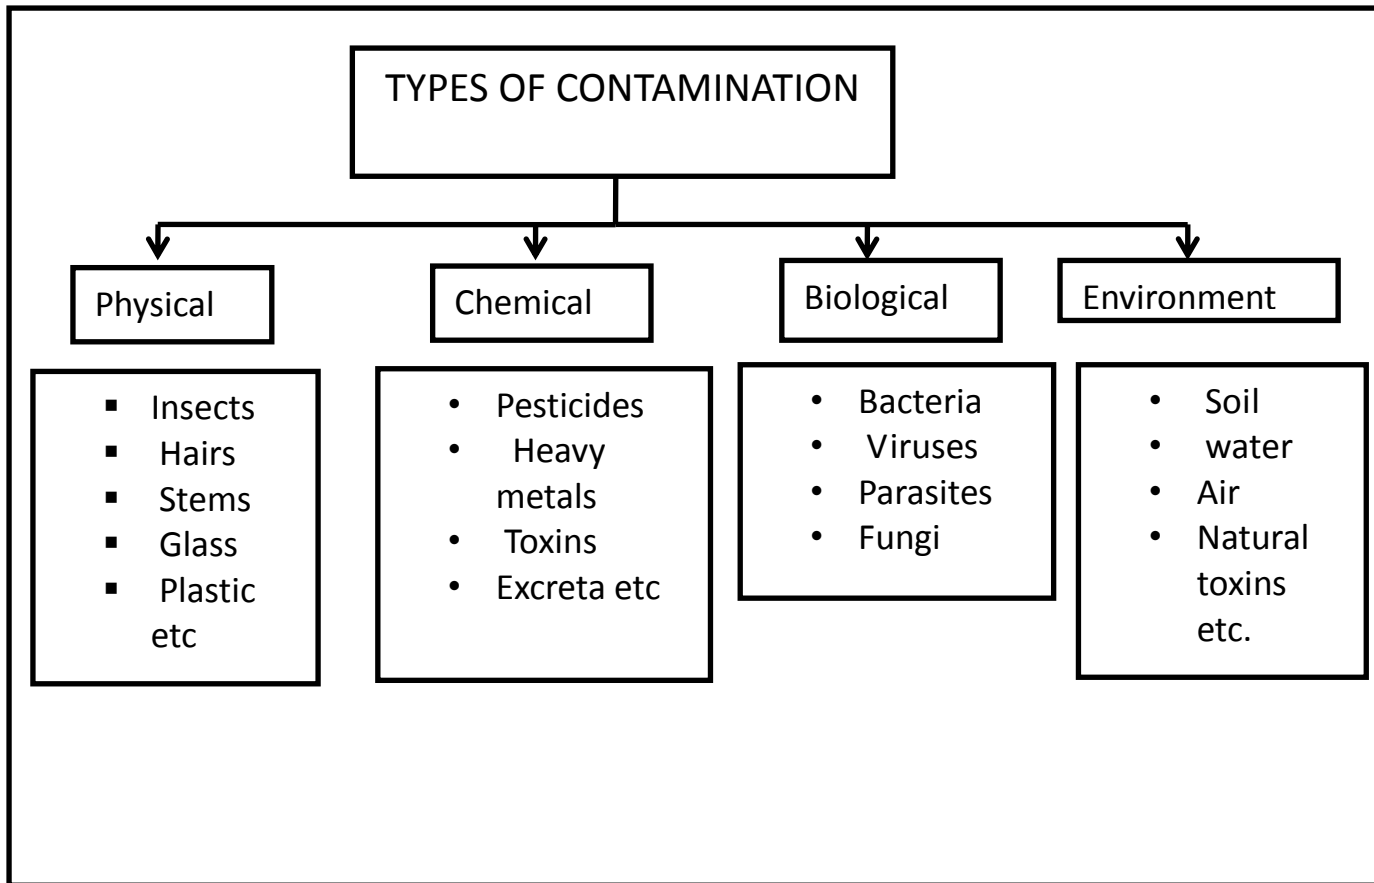 TYPES OF CONTAMINATION
Physical
Chemical
Biological
Environment
▪ Insects
▪ Hairs
▪ Stems
▪ Glass
▪ Plastic
etc
• Pesticides
• Heavy
metals
• Toxins
• Excreta etc
• Bacteria
• Viruses
• Parasites
• Fungi
• Soil
• water
• Air
• Natural
toxins
etc.